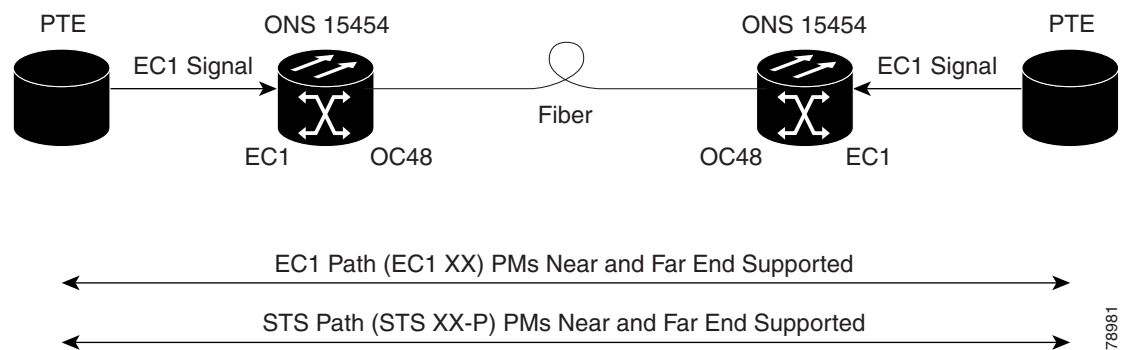 PTE
ONS 15454
ONS 15454
PTE
EC1 Signal
EC1 Signal
Fiber
EC1
OC48
OC48
EC1
EC1 Path (EC1 XX) PMs Near and Far End Supported
STS Path (STS XX-P) PMs Near and Far End Supported
78981